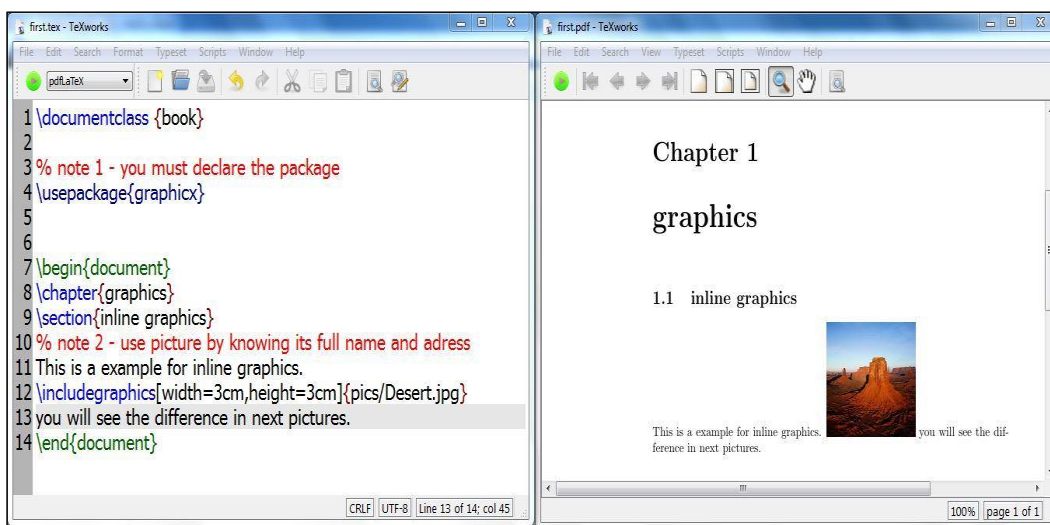 first.tex - TeXworks
File Edit Search Format Typeset Scripts Window Help
pdfLaTeX
1 \documentclass {book}
2
3 % note 1 - you must declare the package
4 \usepackage{graphicx}
5
6
7 \begin{document}
8 \chapter{graphics}
9 \section{inline graphics}
10 % note 2 - use picture by knowing its full name and adress
11 This is a example for inline graphics.
12 \includegraphics[width=3cm,height=3cm]{pics/Desert.jpg}
13 you will see the difference in next pictures.
14 \end{document}
CRLF UTF-8 Line 13 of 14; col 45
first.pdf - TeXworks
File Edit Search View Typeset Scripts Window Help
Chapter 1
graphics
1.1 inline graphics
This is a example for inline graphics. you will see the dif-
ference in next pictures.
100% page 1 of 1